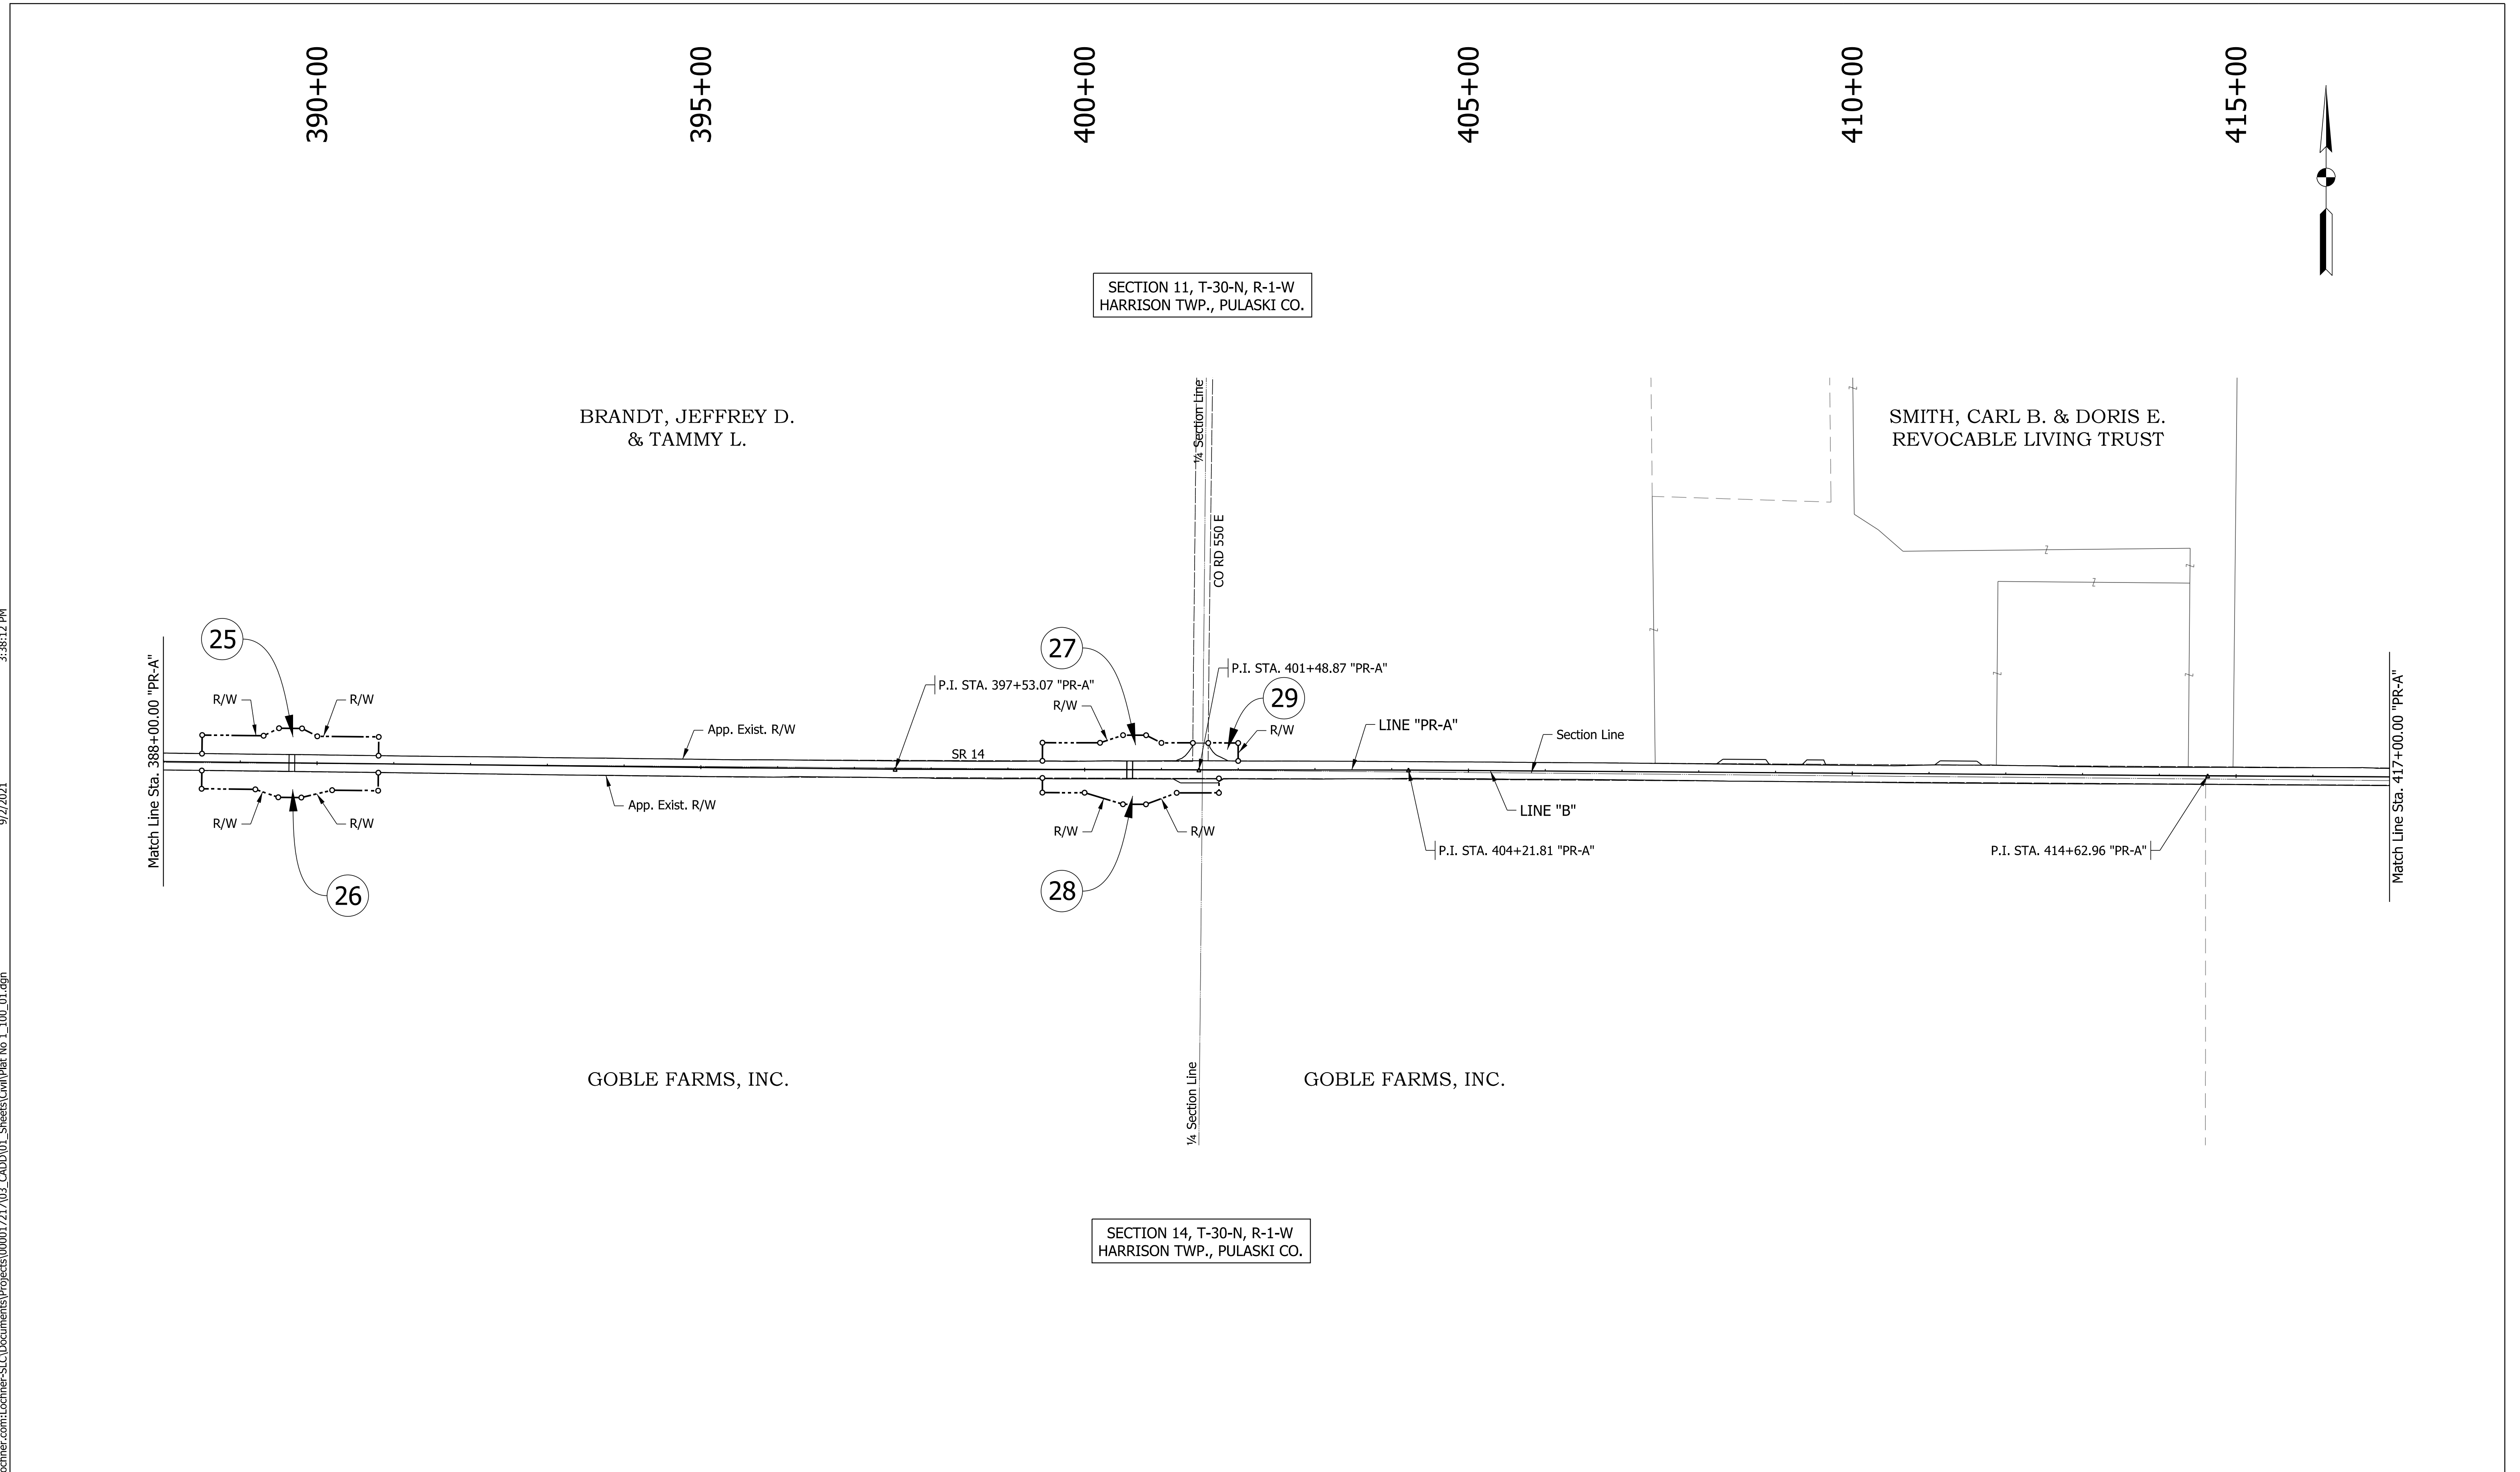 390+00
395+00
400+00
405+00
410+00
415+00
SECTION 11, T-30-N, R-1-W
HARRISON TWP., PULASKI CO.
BRANDT, JEFFREY D.
& TAMMY L.
¼ Section Line
SMITH, CARL B. & DORIS E.
REVOCABLE LIVING TRUST
CO RD 550 E
25
27
29
Match Line Sta. 388+00.00 "PR-A"
P.I. STA. 397+53.07 "PR-A"
P.I. STA. 401+48.87 "PR-A"
R/W
R/W
R/W
R/W
App. Exist. R/W
SR 14
LINE "PR-A"
Section Line
Match Line Sta. 417+00.00 "PR-A"
App. Exist. R/W
LINE "B"
R/W
R/W
R/W
R/W
P.I. STA. 404+21.81 "PR-A"
P.I. STA. 414+62.96 "PR-A"
26
28
GOBLE FARMS, INC.
GOBLE FARMS, INC.
¼ Section Line
SECTION 14, T-30-N, R-1-W
HARRISON TWP., PULASKI CO.
3:38:12 PM
9/2/2021